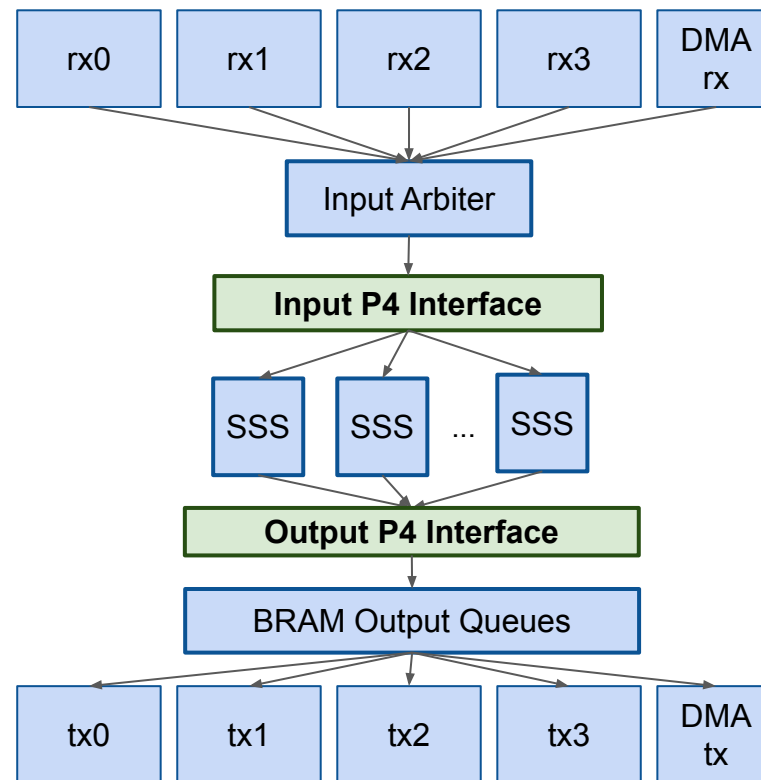 rx0 rx1 rx2 rx3 DMA
rx
Input Arbiter
Input P4 Interface
SSS SSS ... SSS
Output P4 Interface
BRAM Output Queues
tx0 tx1 tx2 tx3 DMA
tx